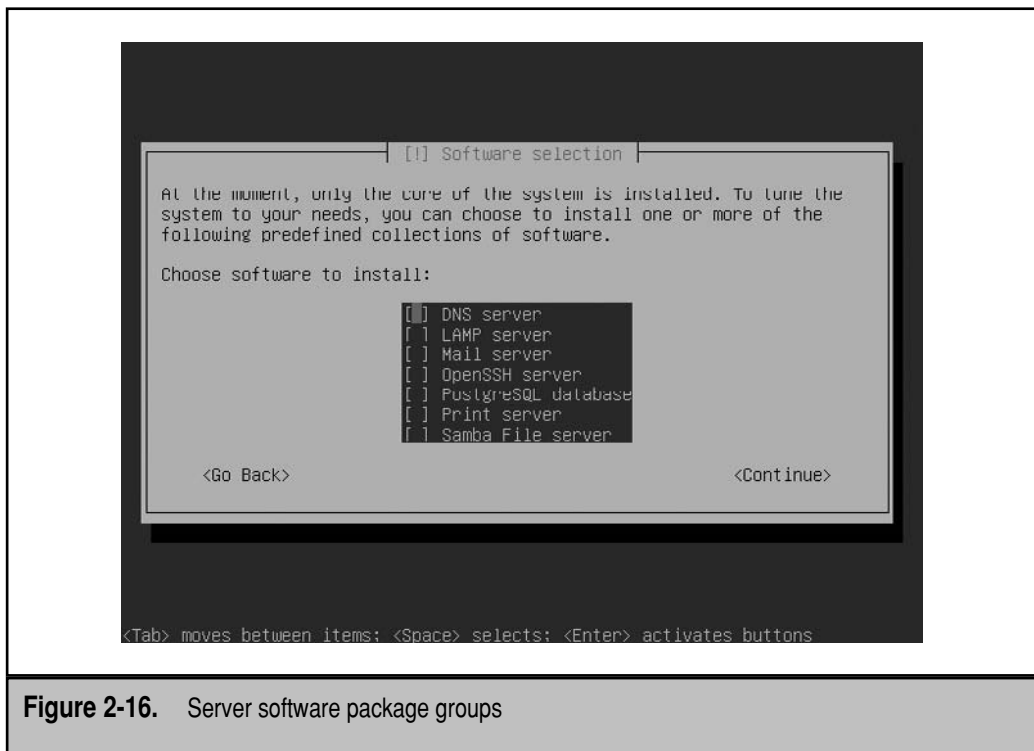 [!] Software selection
At the moment, only the core of the system is installed. To tune the
system to your needs, you can choose to install one or more of the
following predefined collections of software.
Choose software to install:
[ ] DNS server
[ ] LAMP server
[ ] Mail server
[ ] OpenSSH server
[ ] PostgreSQL database
[ ] Print server
[ ] Samba File server
<Go Back> <Continue>
<Tab> moves between items; <Space> selects; <Enter> activates buttons
Figure 2-16. Server software package groups